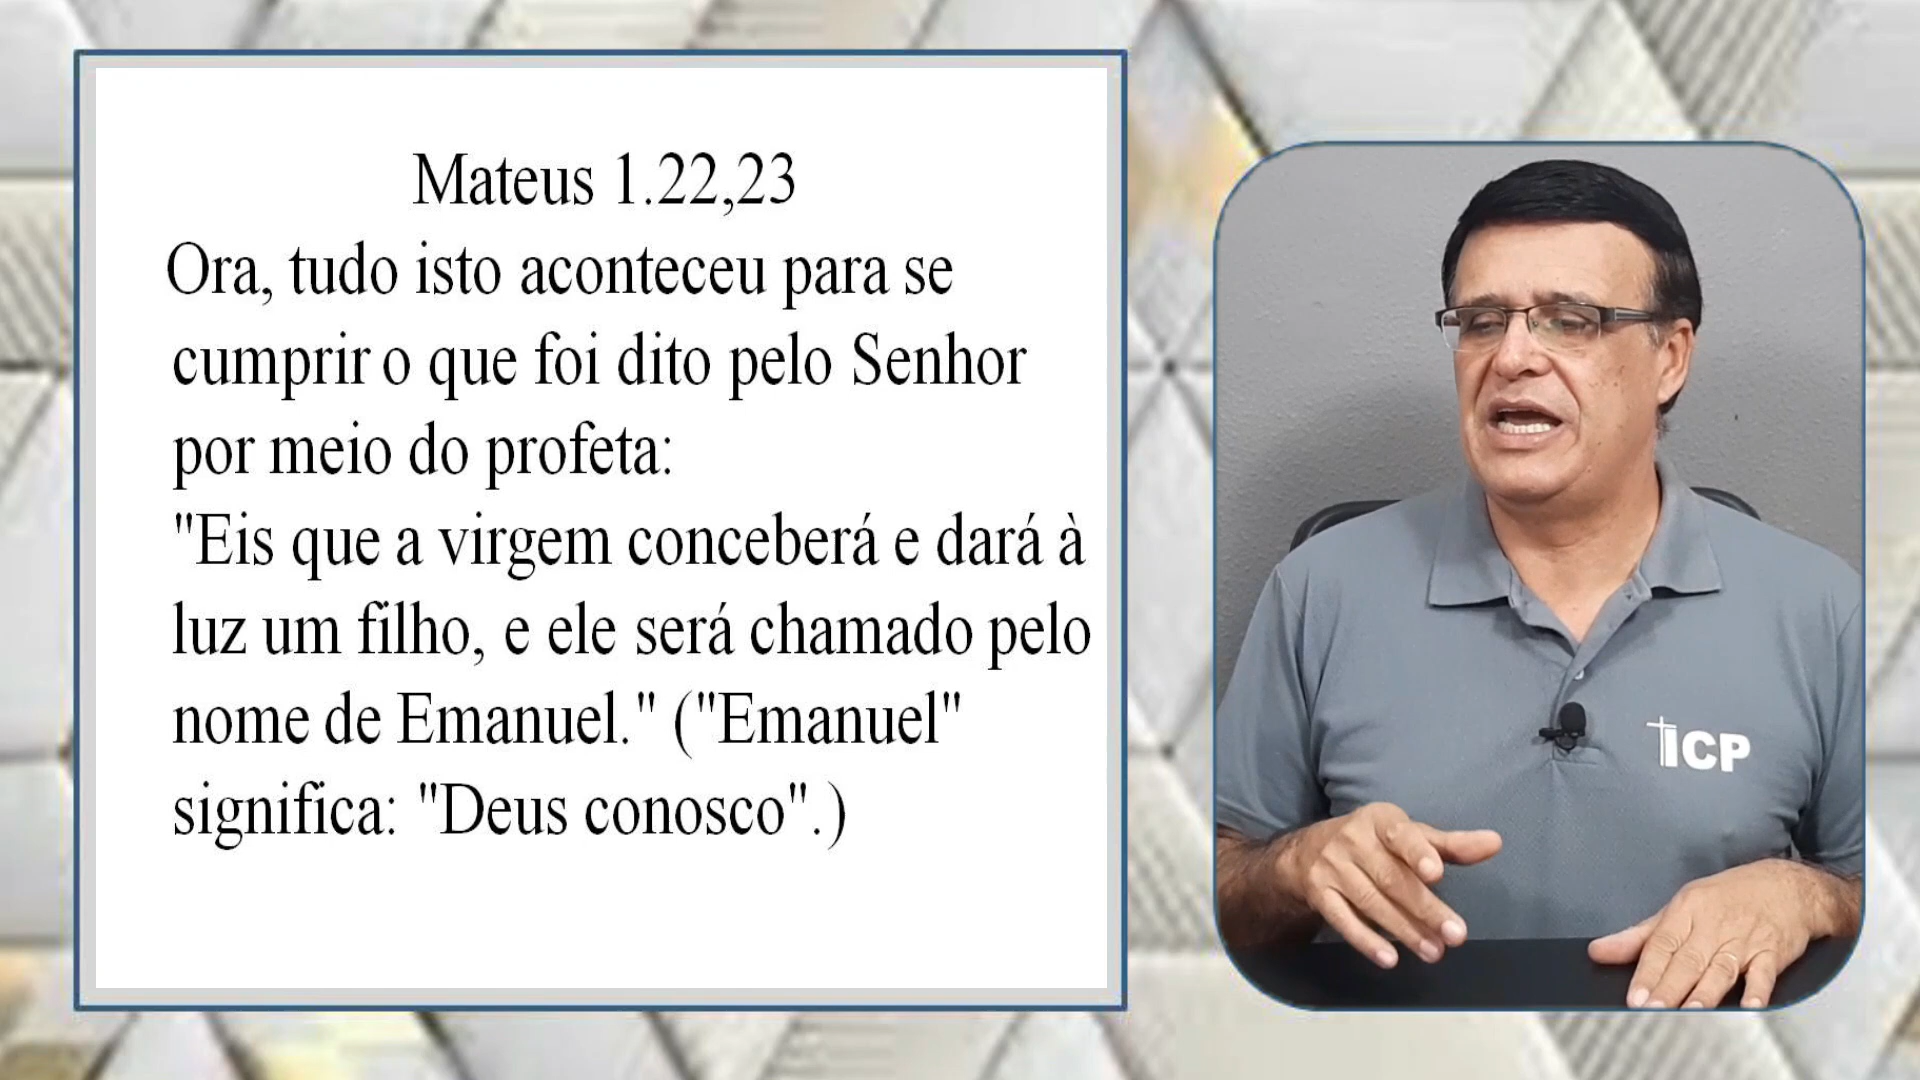 Mateus 1.22,23
Ora, tudo isto aconteceu para se
cumprir o que foi dito pelo Senhor
por meio do profeta:
"Eis que a virgem conceberá e dará à
luz um filho, e ele será chamado pelo
nome de Emanuel." ("Emanuel"
significa: "Deus conosco".)
ICP